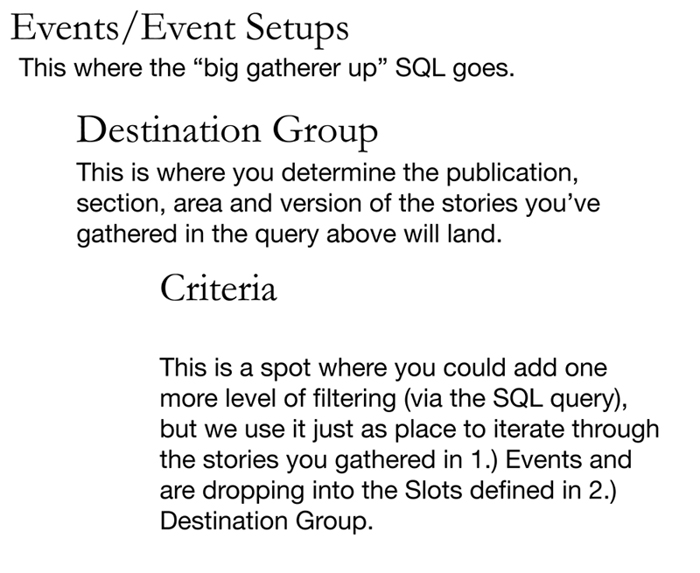 Events/Event Setups
This where the “big gatherer up” SQL goes.
Destination Group
This is where you determine the publication,
section, area and version of the stories you’ve
gathered in the query above will land.
Criteria
This is a spot where you could add one
more level of filtering (via the SQL query),
but we use it just as place to iterate through
the stories you gathered in 1.) Events and
are dropping into the Slots defined in 2.)
Destination Group.